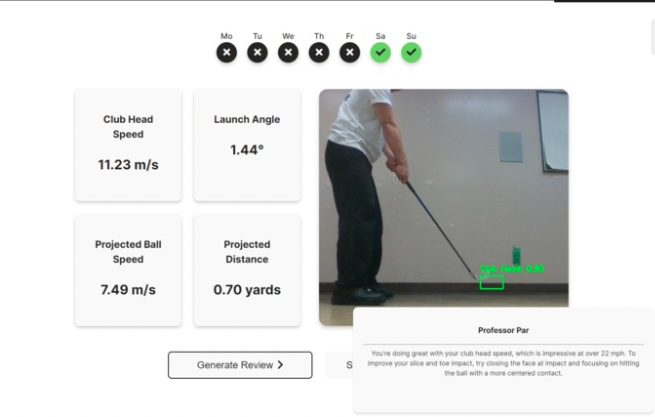 Mo Tu We Th Fr Sa Su
Club Head
Speed
11.23 m/s
Launch Angle
1.44°
Projected Ball
Speed
7.49 m/s
Projected
Distance
0.70 yards
Generate Review
S
Professor Par
You're doing great with your club head speed, which is impressive at over 22 mph. To
improve your slice and toe impact, try closing the face at impact and focusing on hitting
the ball with a more centered contact.